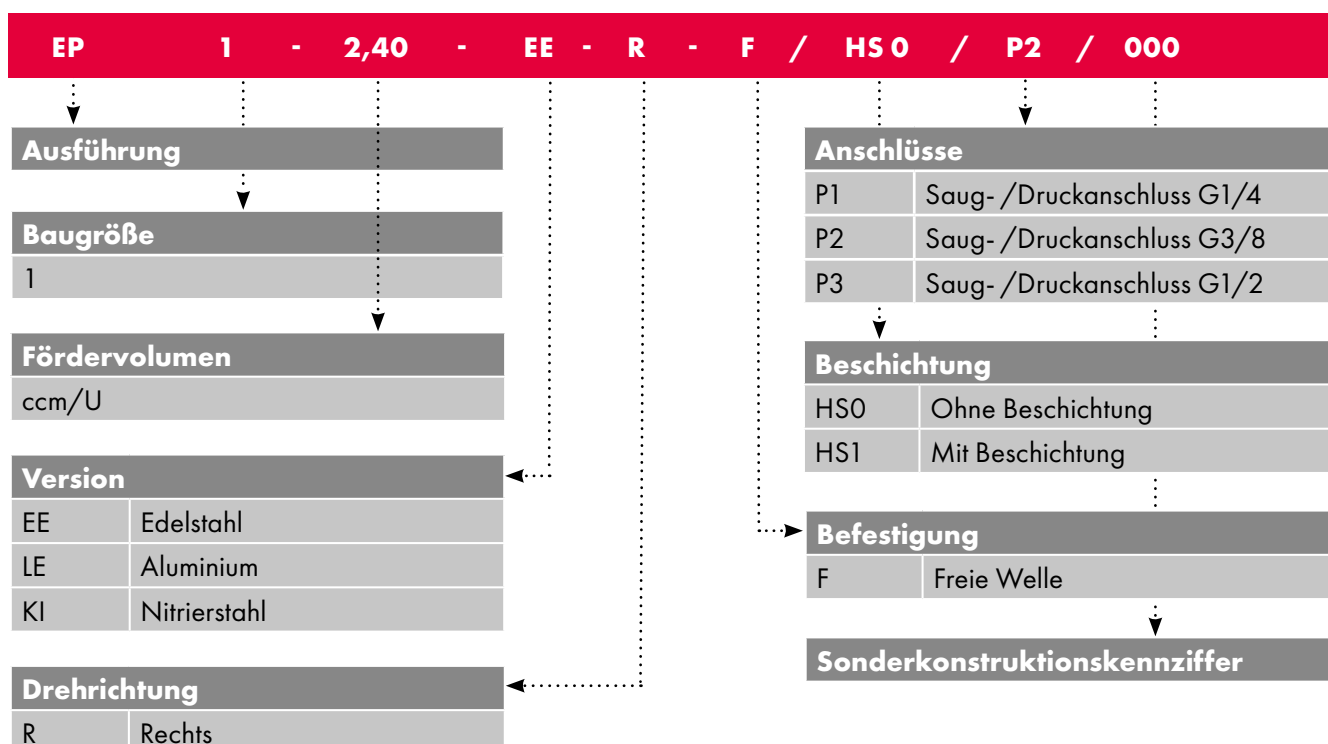 EP 1 - 2,40 - EE - R - F / HS 0 / P2 / 000
Ausführung
Baugröße
1
Fördervolumen
ccm/U
Version
EE Edelstahl
LE Aluminium
KI Nitrierstahl
Drehrichtung
R Rechts
Anschlüsse
P1 Saug- /Druckanschluss G1/4
P2 Saug- /Druckanschluss G3/8
P3 Saug- /Druckanschluss G1/2
Beschichtung
HS0 Ohne Beschichtung
HS1 Mit Beschichtung
Befestigung
F Freie Welle
Sonderkonstruktionskennziffer